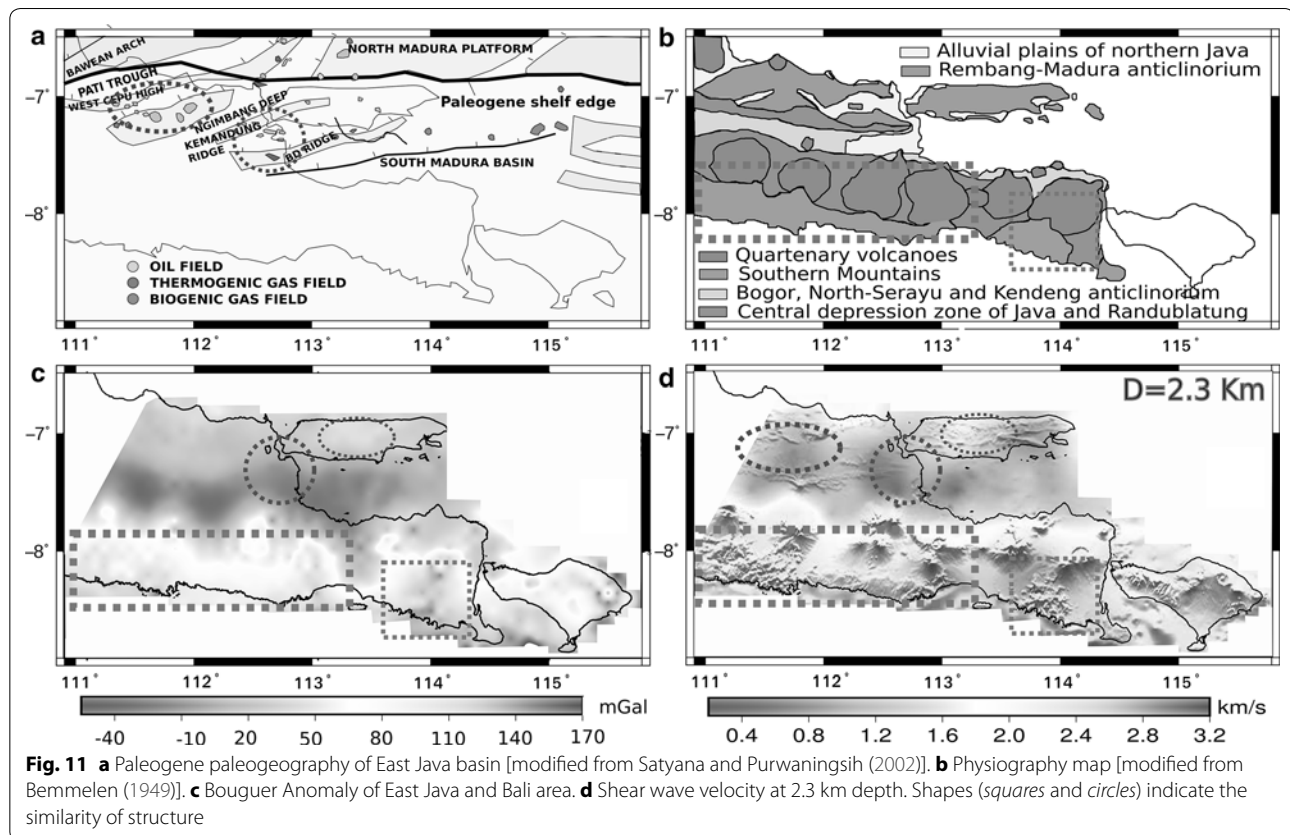 a
BAWEAN ARCH
NORTH MADURA PLATFORM
PATI TROUGH
WEST CEPU HIGH
NGIMBANG DEEP
KEMANDUNG
RIDGE
BD RIDGE
Paleogene shelf edge
SOUTH MADURA BASIN
OIL FIELD
THERMOGENIC GAS FIELD
BIOGENIC GAS FIELD
−7°
−8°
111° 112° 113° 114° 115°
b
Alluvial plains of northern Java
Rembang-Madura anticlinorium
Quartenary volcanoes
Southern Mountains
Bogor, North-Serayu and Kendeng anticlinorium
Central depression zone of Java and Randublatung
−7°
−8°
111° 112° 113° 114° 115°
c
−7°
−8°
111° 112° 113° 114° 115°
mGal
-40 -10 20 50 80 110 140 170
d
D=2.3 Km
−7°
−8°
111° 112° 113° 114° 115°
km/s
0.4 0.8 1.2 1.6 2.0 2.4 2.8 3.2
Fig. 11 a Paleogene paleogeography of East Java basin [modified from Satyana and Purwaningsih (2002)]. b Physiography map [modified from
Bemmelen (1949)]. c Bouguer Anomaly of East Java and Bali area. d Shear wave velocity at 2.3 km depth. Shapes (squares and circles) indicate the
similarity of structure